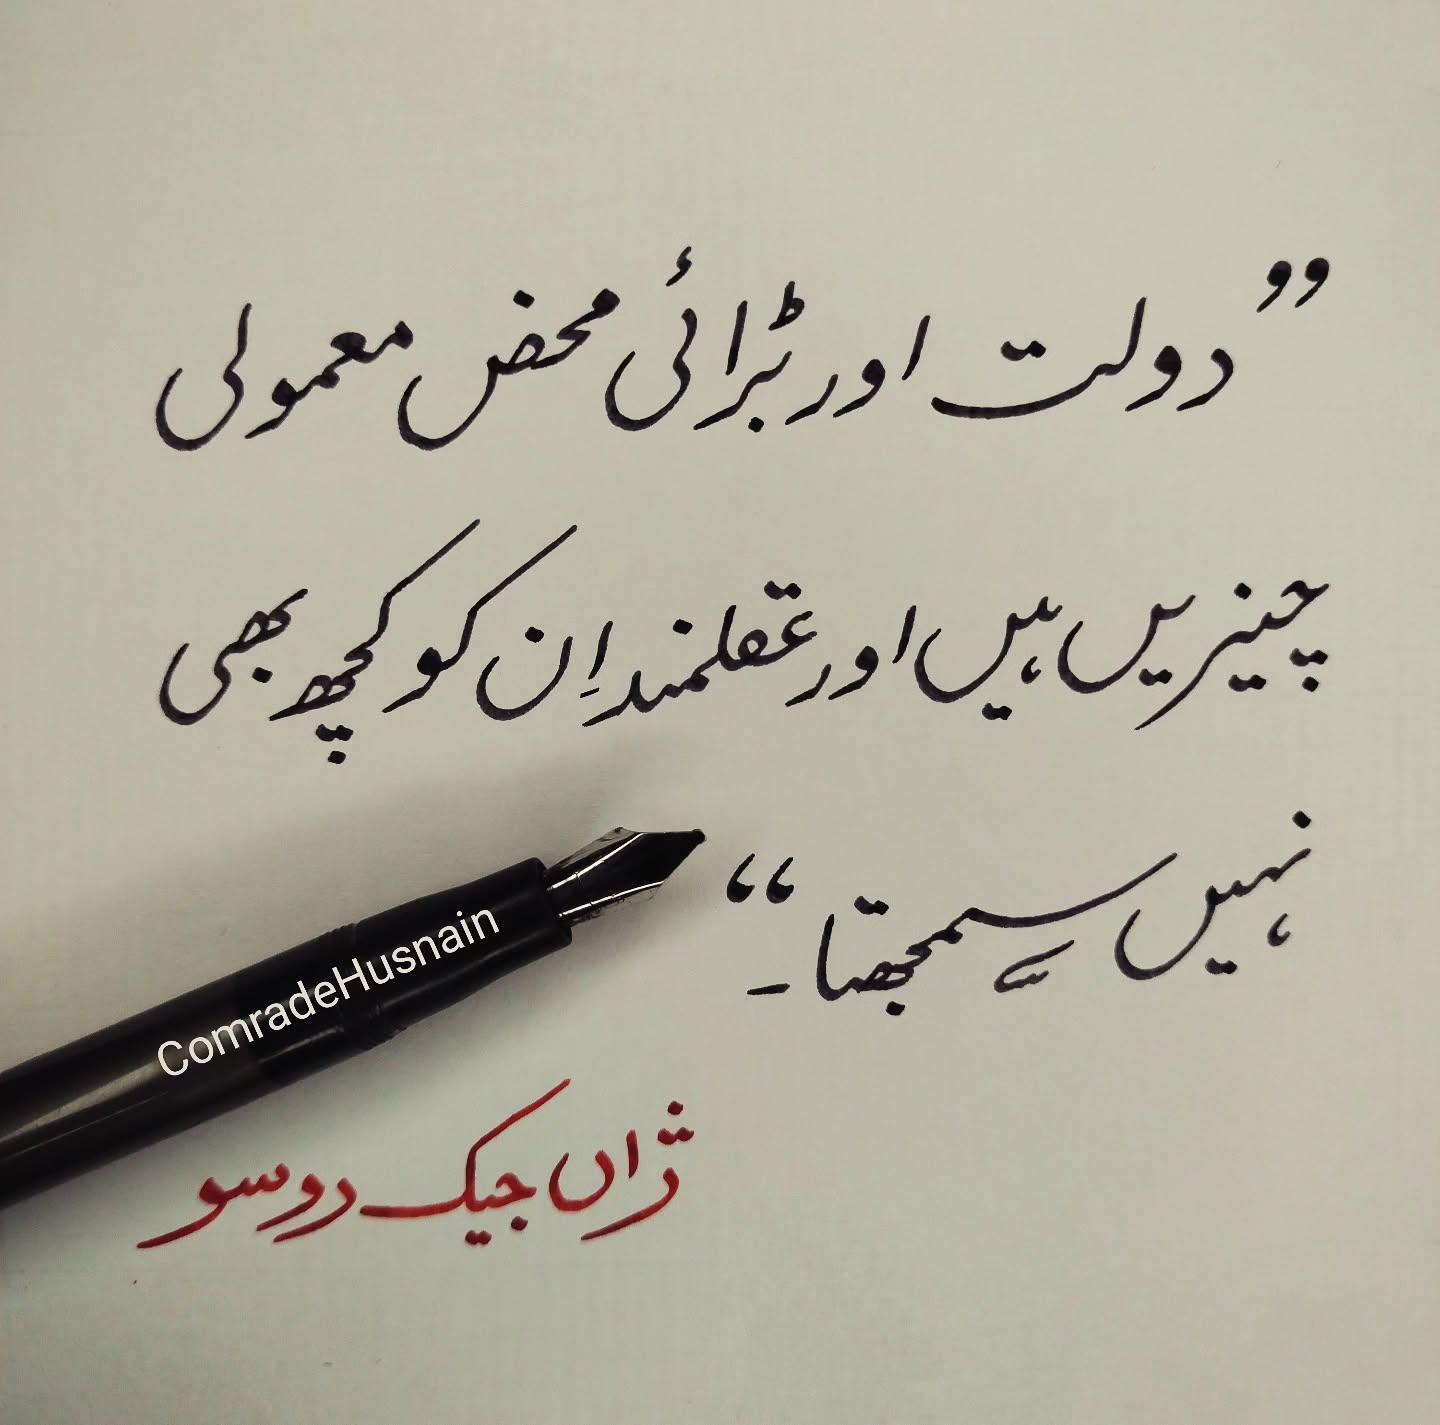 ”دولت اور بڑائی محض معمولی
چیزیں ہیں اور عقلمند اِن کو کچھ بھی
نہیں سمجھتا۔“
ComradeHusnain
ژاں جیک روسو